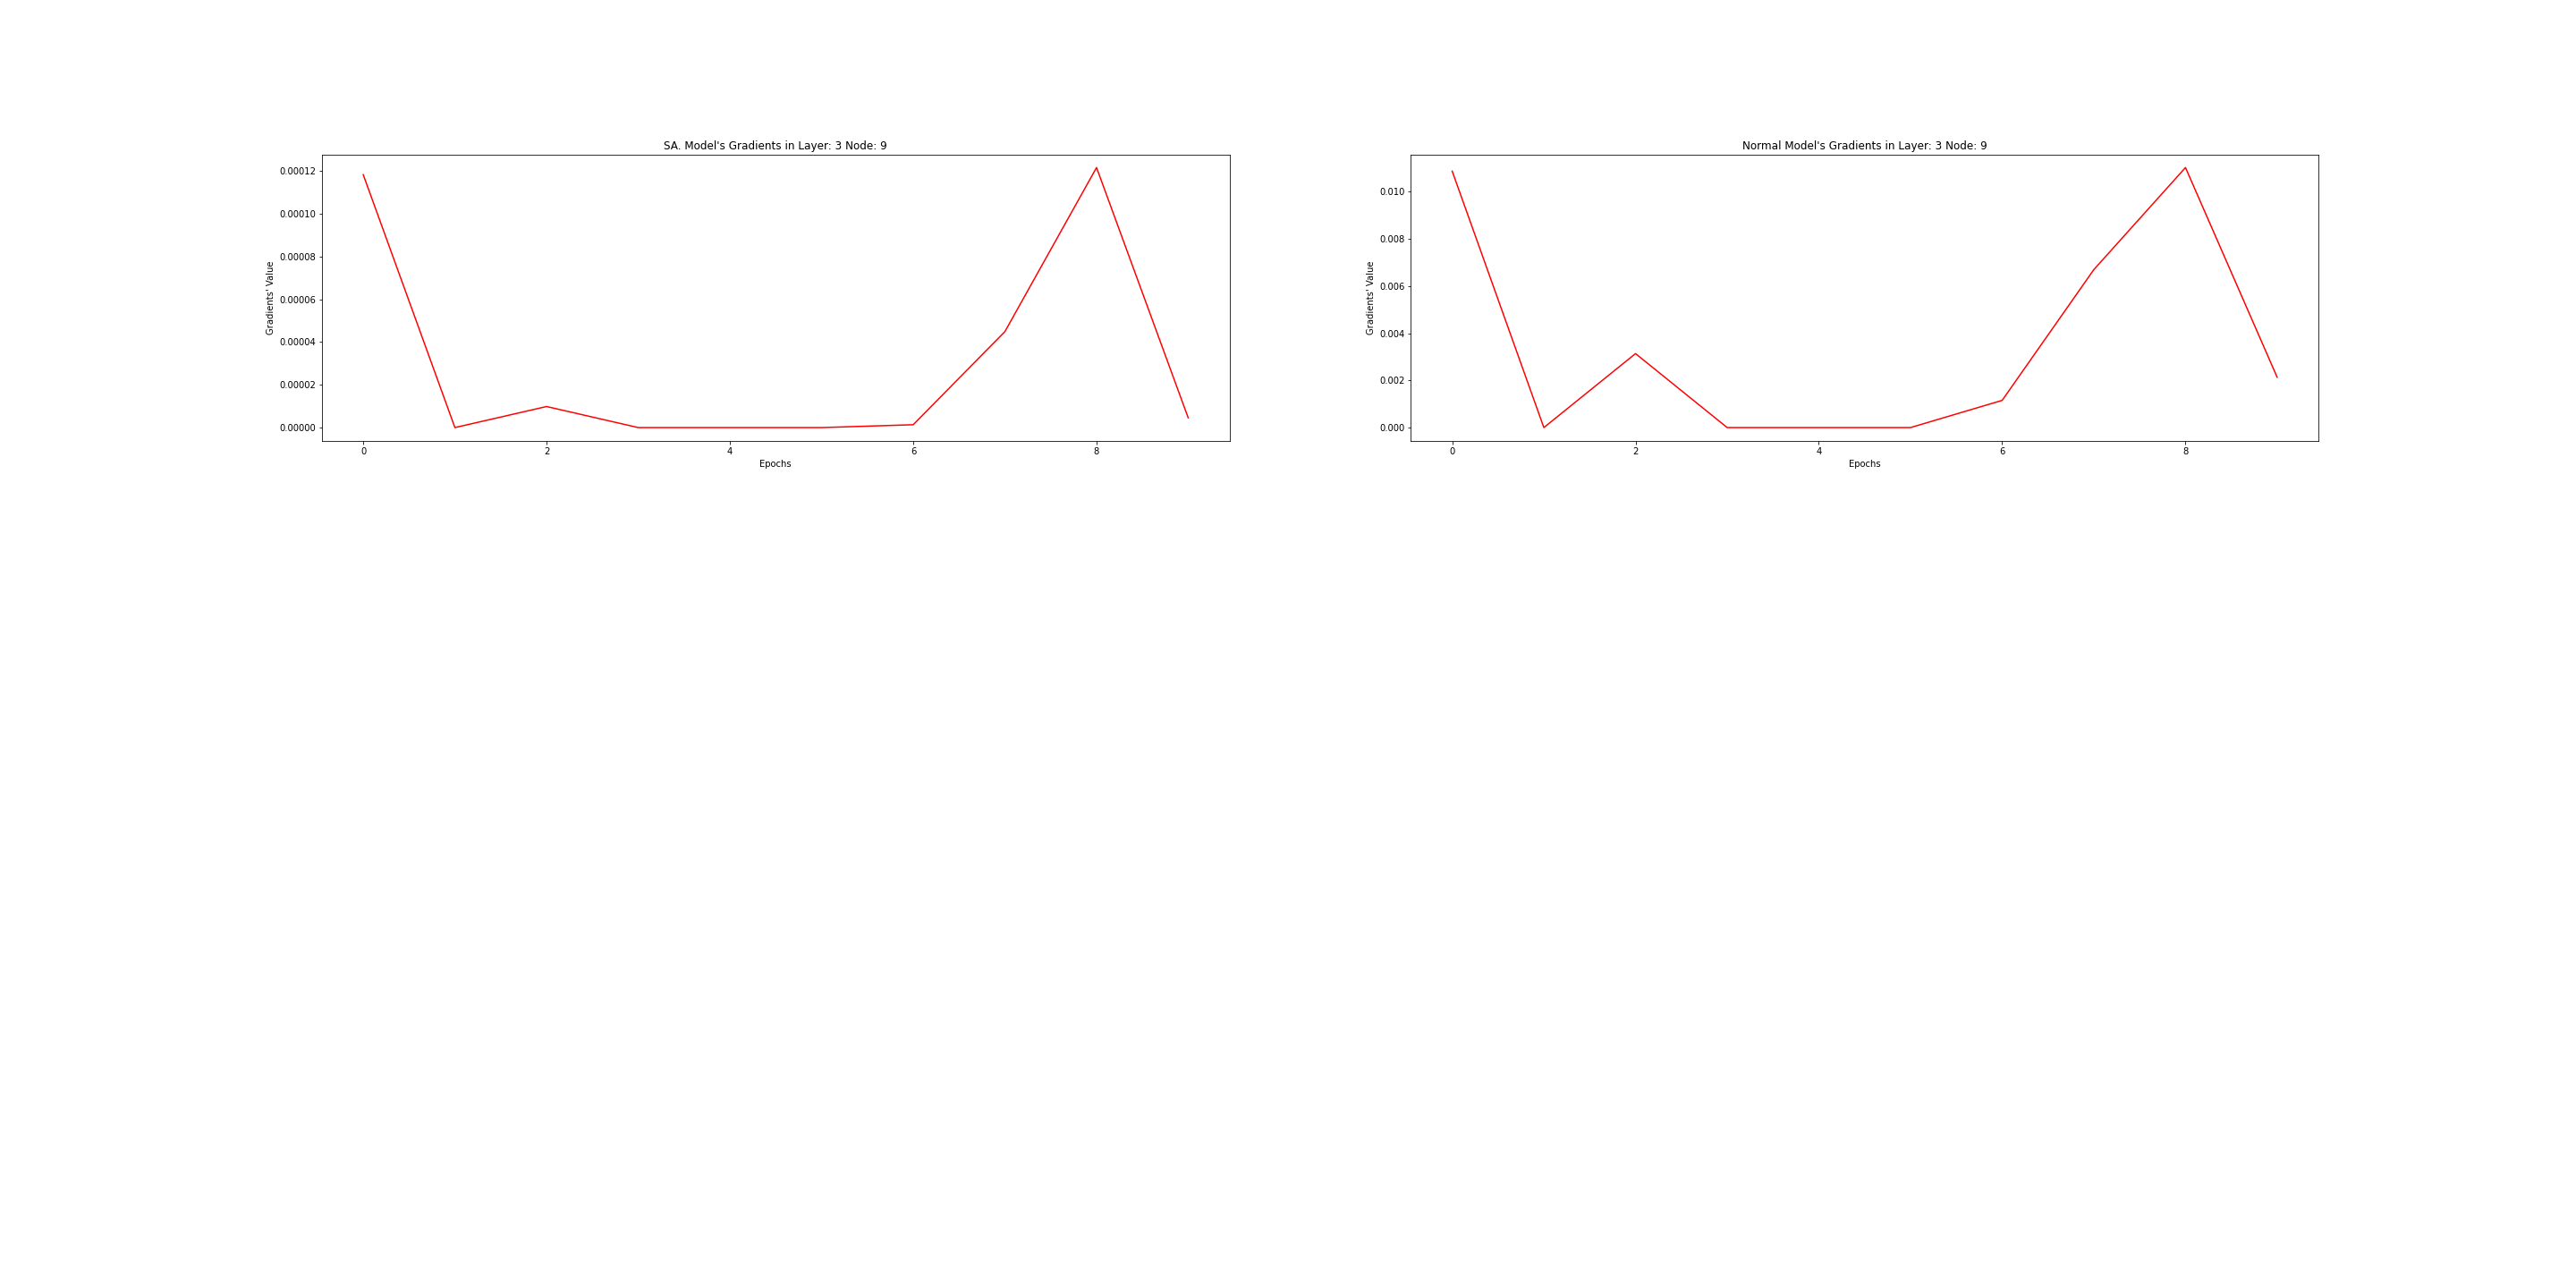 SA. Model's Gradients in Layer: 3 Node: 9
Gradients' Value
0.00012
0.00010
0.00008
0.00006
0.00004
0.00002
0.00000
0 2 4 6 8
Epochs
Normal Model's Gradients in Layer: 3 Node: 9
Gradients' Value
0.010
0.008
0.006
0.004
0.002
0.000
0 2 4 6 8
Epochs